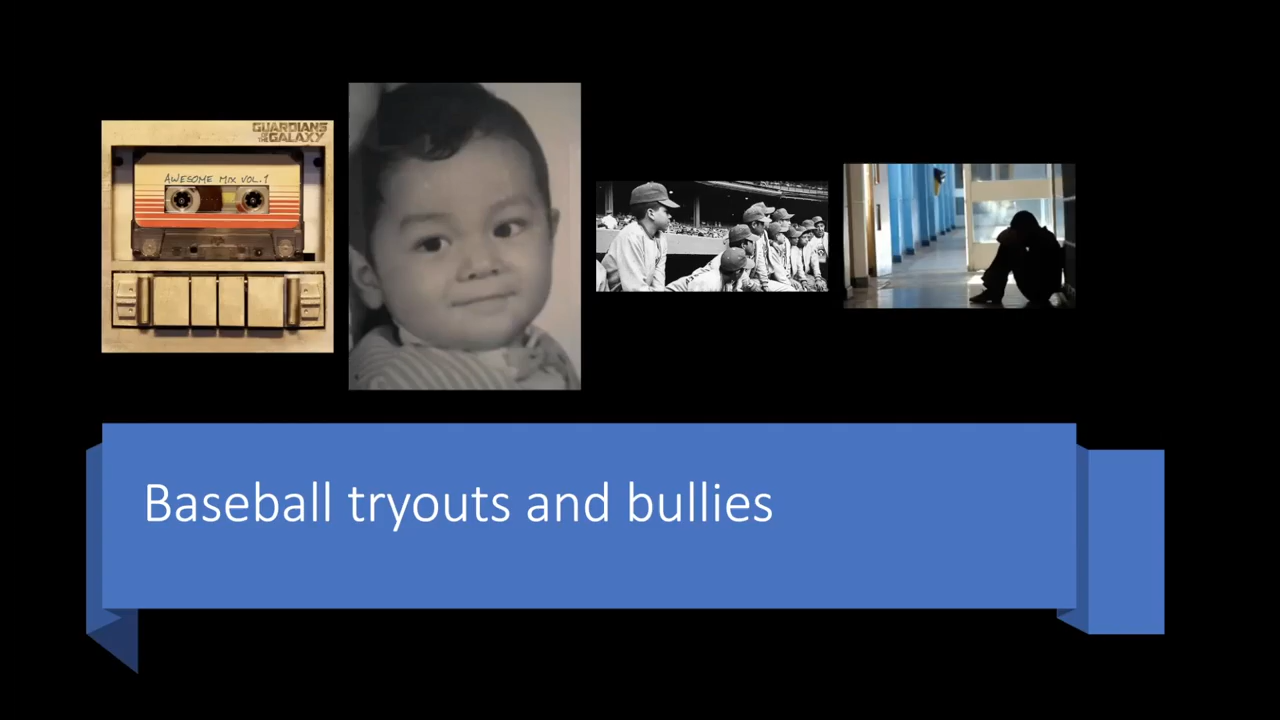 GUARDIANS
OF THE GALAXY
AWESOME MIX VOL.1
Baseball tryouts and bullies